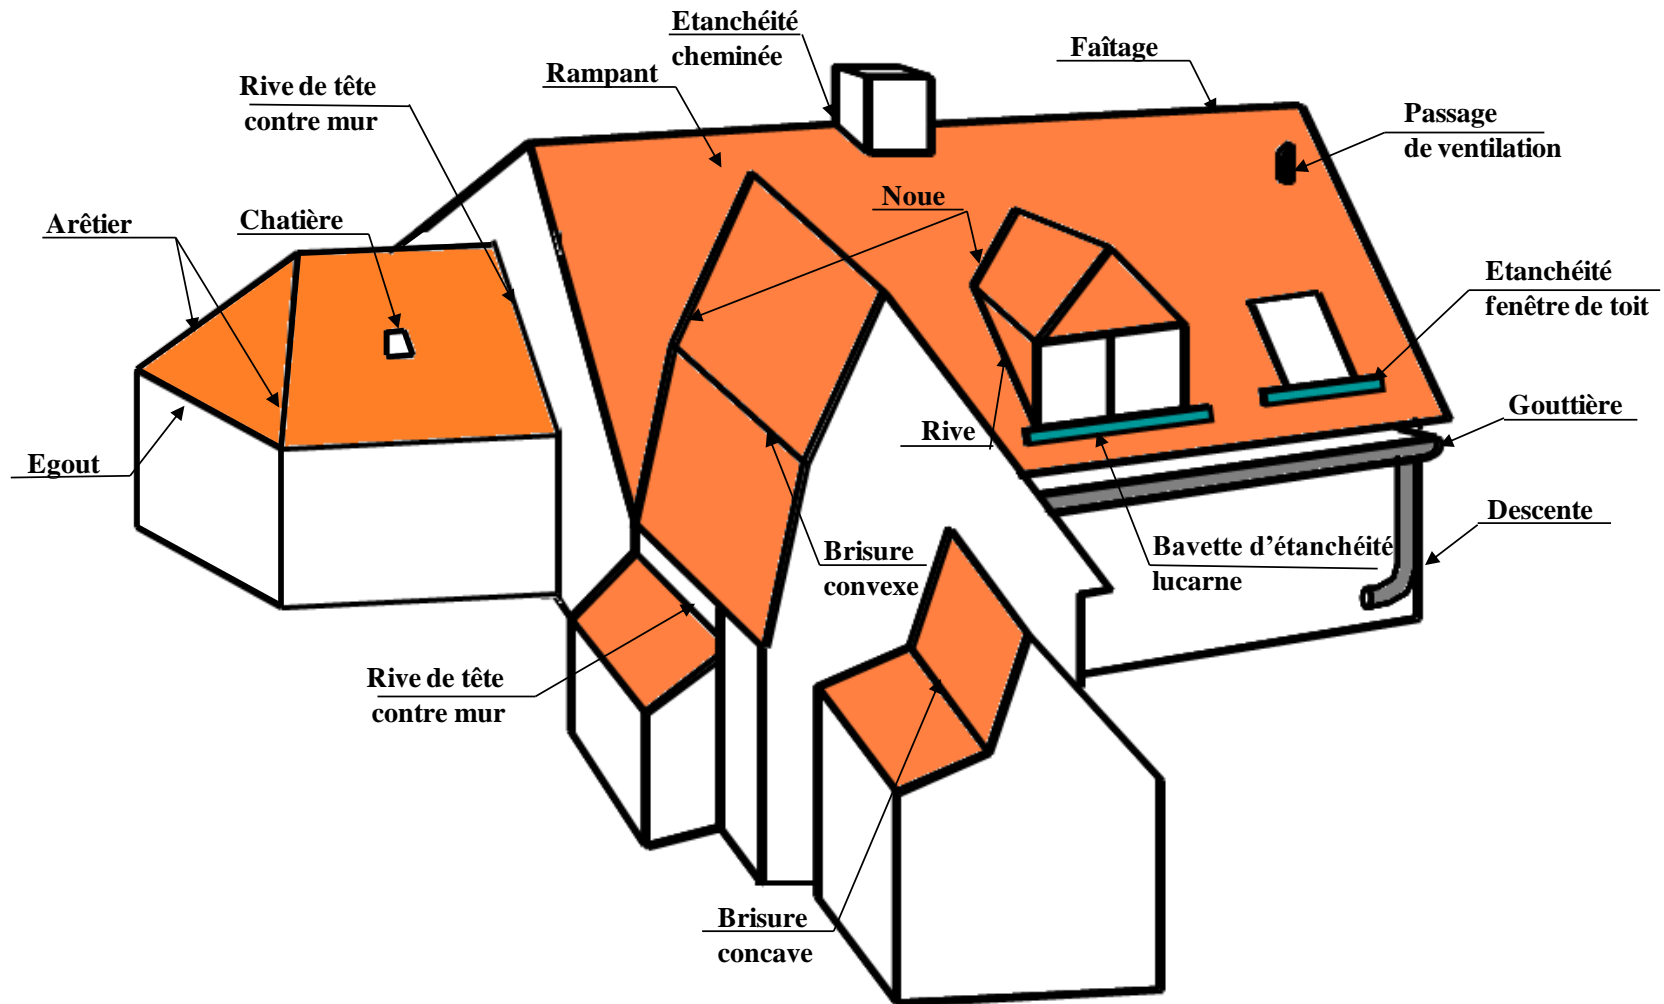 Etanchéité
cheminée
Faîtage
Rampant
Rive de tête
contre mur
Passage
de ventilation
Noue
Arêtier
Chatière
Etanchéité
fenêtre de toit
Gouttière
Rive
Egout
Descente
Brisure
convexe
Bavette d’étanchéité
lucarne
Rive de tête
contre mur
Brisure
concave